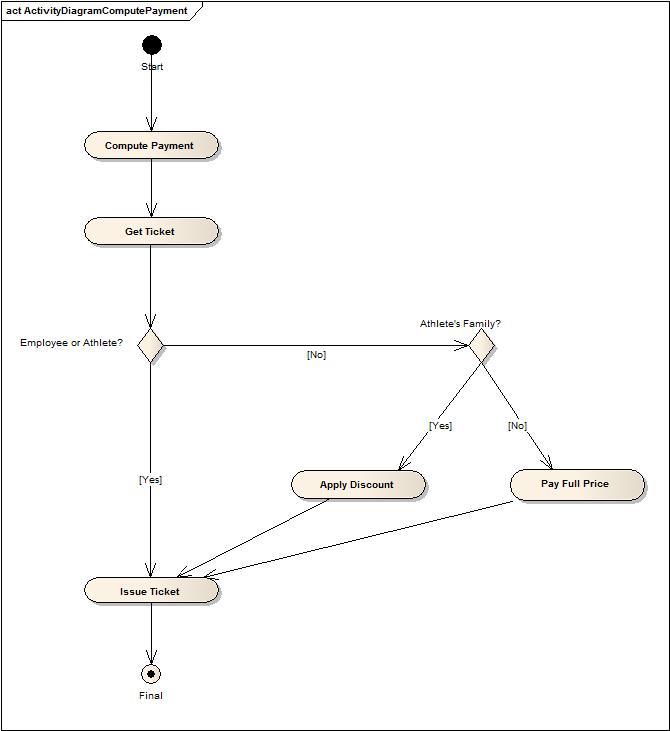 act ActivityDiagramComputePayment
Start
Compute Payment
Get Ticket
Athlete's Family?
Employee or Athlete?
[No]
[Yes]
[No]
[Yes]
Apply Discount
Pay Full Price
Issue Ticket
Final